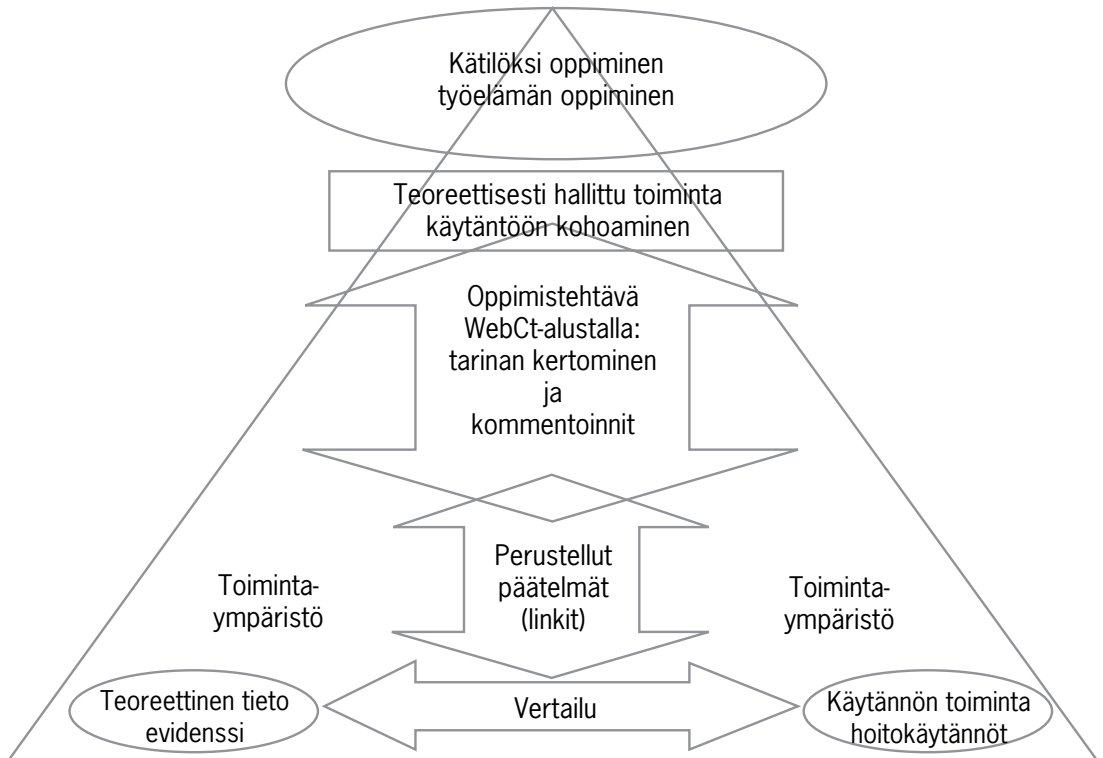 Kätilöksi oppiminen
työelämän oppiminen
Teoreettisesti hallittu toiminta
käytäntöön kohoaminen
Oppimistehtävä
WebCt-alustalla:
tarinan kertominen
ja
kommentoinnit
Perustellut
päätelmät
(linkit)
Toiminta-
ympäristö
Toiminta-
ympäristö
Teoreettinen tieto
evidenssi
Vertailu
Käytännön toiminta
hoitokäytännöt